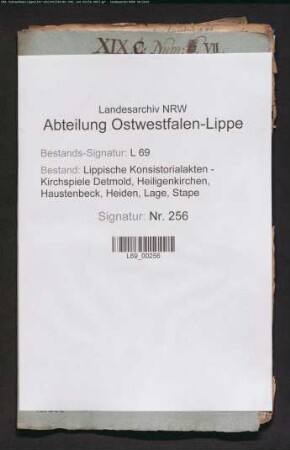 XIX
VII.
Landesarchiv NRW
Abteilung Ostwestfalen-Lippe
Bestands-Signatur: L 69
Bestand: Lippische Konsistorialakten -
Kirchspiele Detmold, Heiligenkirchen,
Haustenbeck, Heiden, Lage, Stape
Signatur: Nr. 256
L69_00256